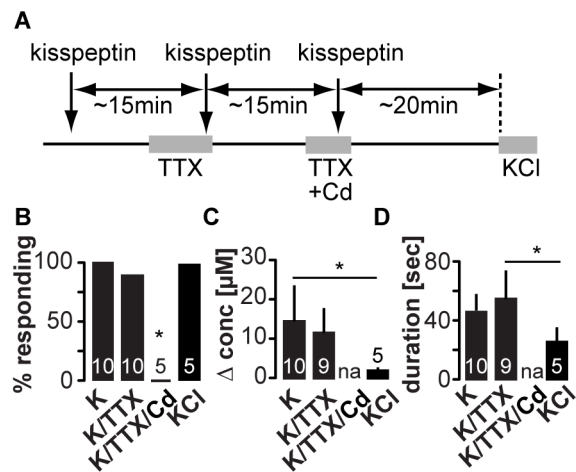 A
kisspeptin kisspeptin kisspeptin
~15min ~15min ~20min
TTX TTX +Cd KCl
B
% responding
100
50
0
10 10 * 5 5
K K/TTX K/TTX/Cd KCl
C
Δ conc [µM]
30
20
10
0
*
10 9 na 5
K K/TTX K/TTX/Cd KCl
D
duration [sec]
80
40
0
*
10 9 na 5
K K/TTX K/TTX/Cd KCl